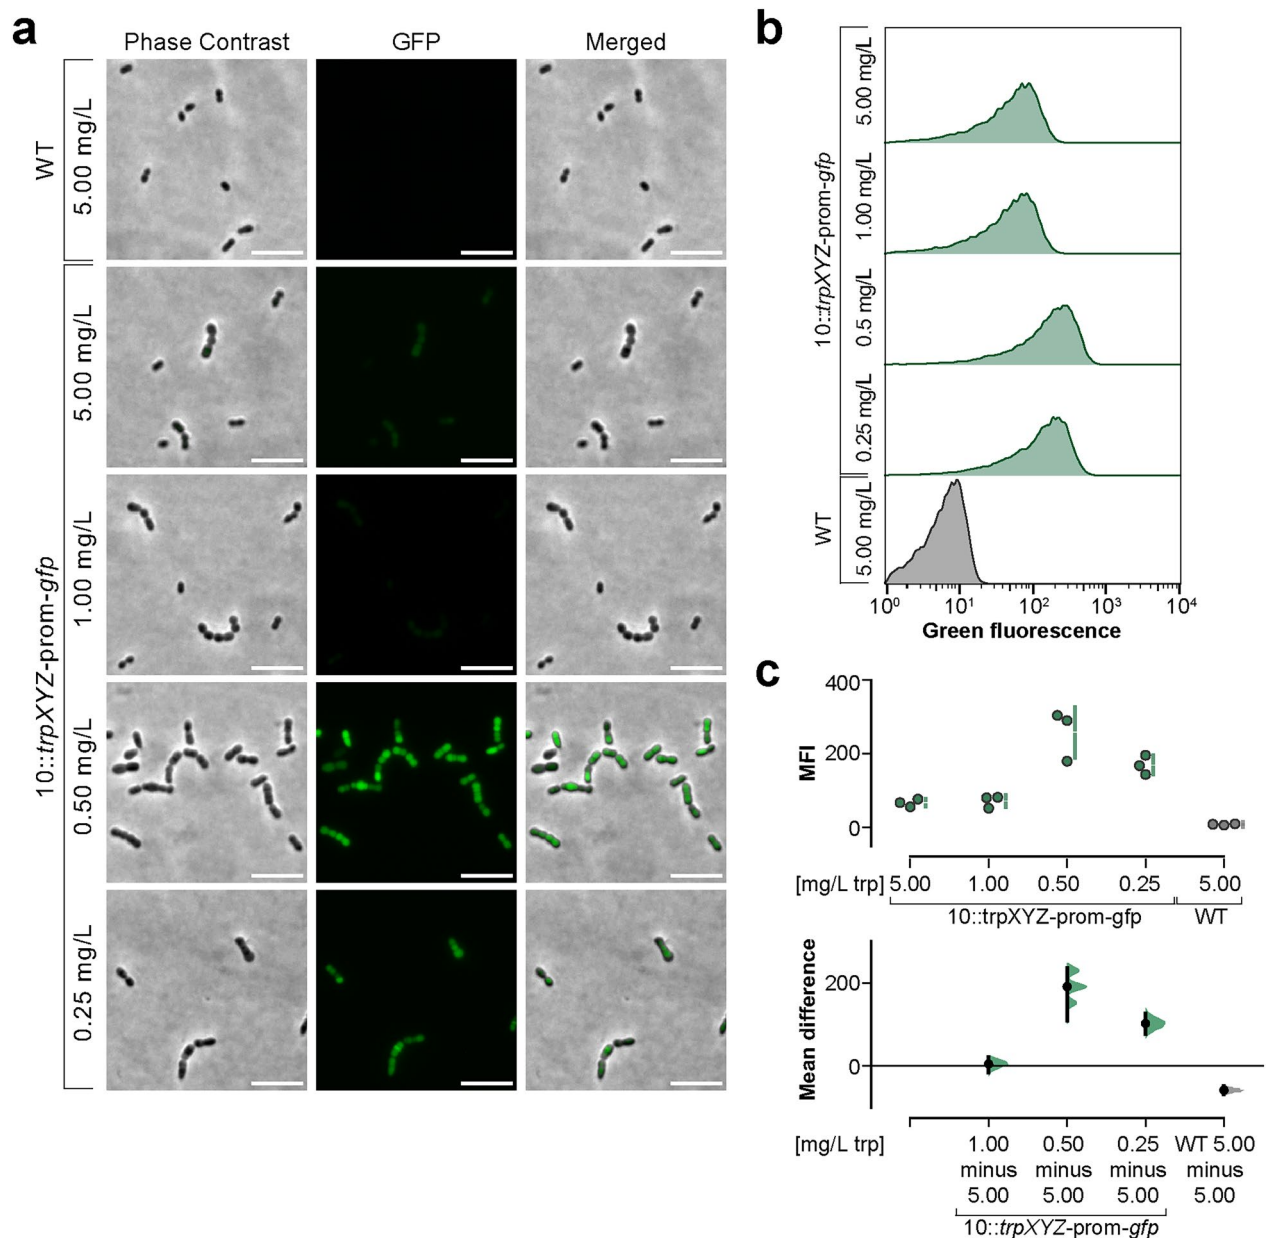 a
Phase Contrast GFP Merged
WT
5.00 mg/L
10::trpXYZ-prom-gfp
5.00 mg/L
1.00 mg/L
0.50 mg/L
0.25 mg/L
b
10::trpXYZ-prom-gfp
5.00 mg/L
1.00 mg/L
0.5 mg/L
0.25 mg/L
WT
5.00 mg/L
10⁰ 10¹ 10² 10³ 10⁴
Green fluorescence
c
MFI
400
200
0
[mg/L trp] 5.00 1.00 0.50 0.25 5.00
10::trpXYZ-prom-gfp WT
Mean difference
200
0
[mg/L trp] 1.00 0.50 0.25 WT 5.00
minus minus minus minus
5.00 5.00 5.00 5.00
10::trpXYZ-prom-gfp